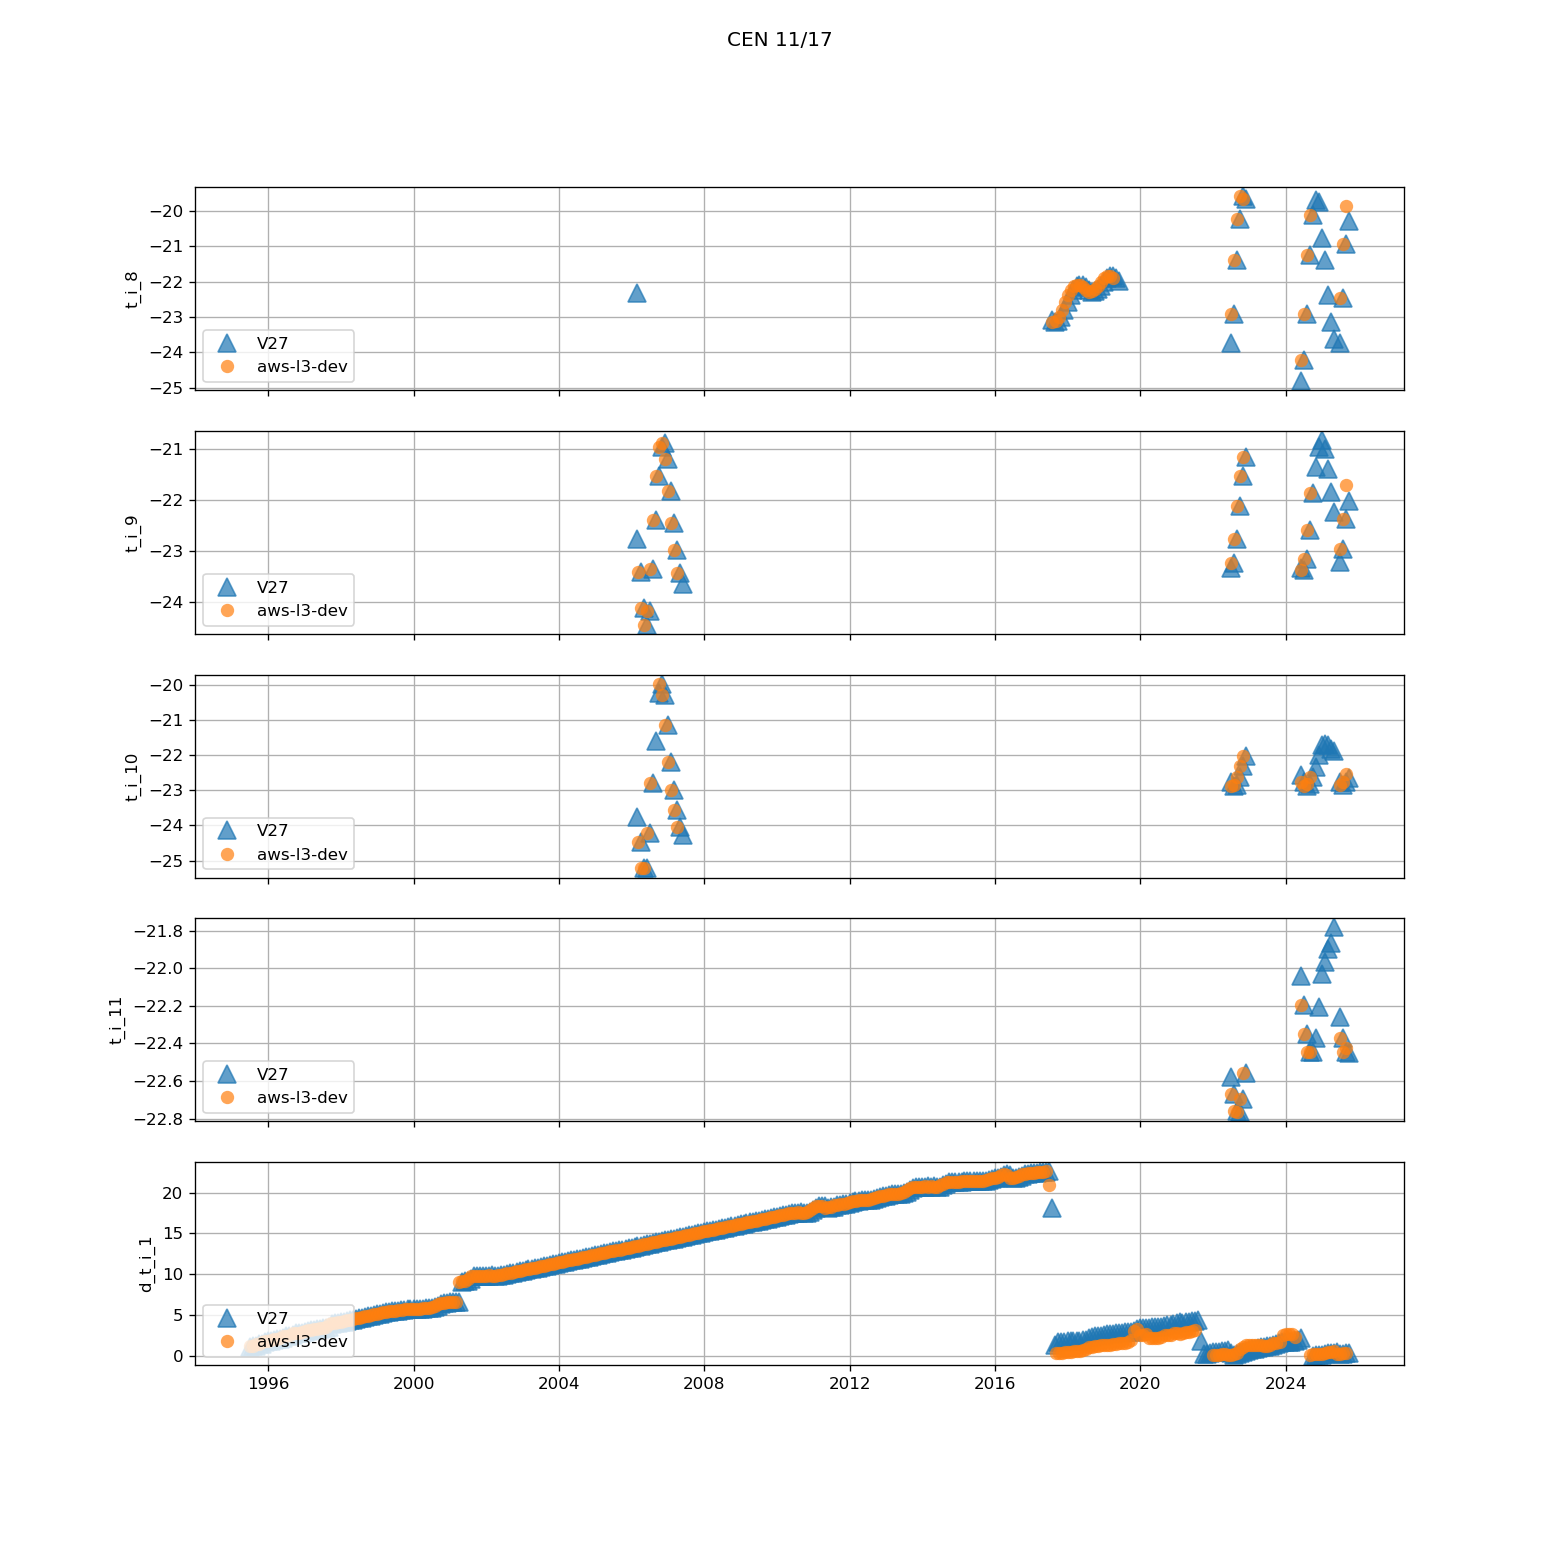 CEN 11/17
−20
−21
−22
−23
−24
−25
t_i_8
V27
aws-l3-dev
−21
−22
−23
−24
t_i_9
V27
aws-l3-dev
−20
−21
−22
−23
−24
−25
t_i_10
V27
aws-l3-dev
−21.8
−22.0
−22.2
−22.4
−22.6
−22.8
t_i_11
V27
aws-l3-dev
20
15
10
5
0
d_t_i_1
V27
aws-l3-dev
1996 2000 2004 2008 2012 2016 2020 2024